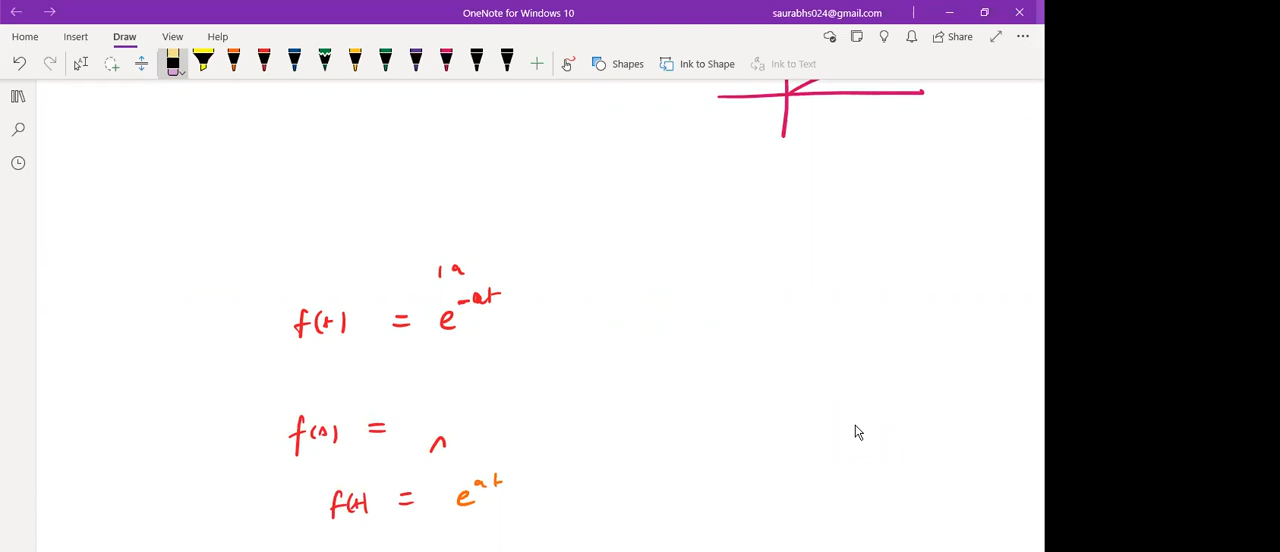 OneNote for Windows 10
saurabhs024@gmail.com
Home Insert Draw View Help
Share
Shapes
Ink to Shape
Ink to Text
f(t) = e^{-at}
f(s) =
f(t) = e^{at}